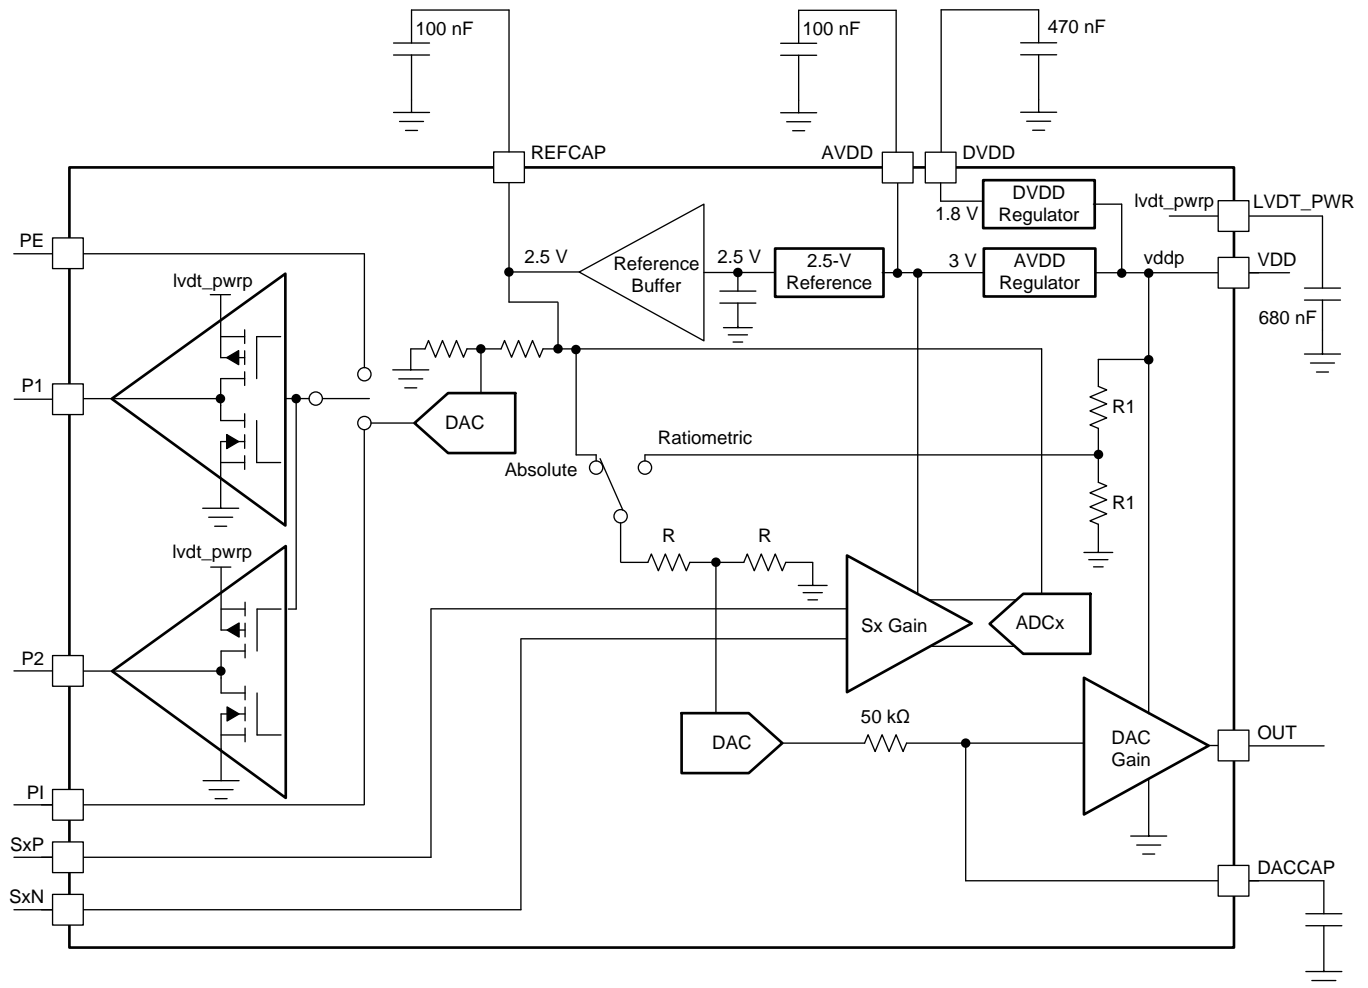 100 nF
100 nF
470 nF
REFCAP
AVDD
DVDD
DVDD
Regulator
1.8 V
lvdt_pwrp
LVDT_PWR
PE
2.5 V
Reference
Buffer
2.5 V
2.5-V
Reference
3 V
AVDD
Regulator
vddp
VDD
lvdt_pwrp
680 nF
P1
DAC
R1
Ratiometric
Absolute
R1
R
R
lvdt_pwrp
Sx Gain
ADCx
P2
50 kΩ
DAC
DAC
Gain
OUT
PI
SxP
DACCAP
SxN